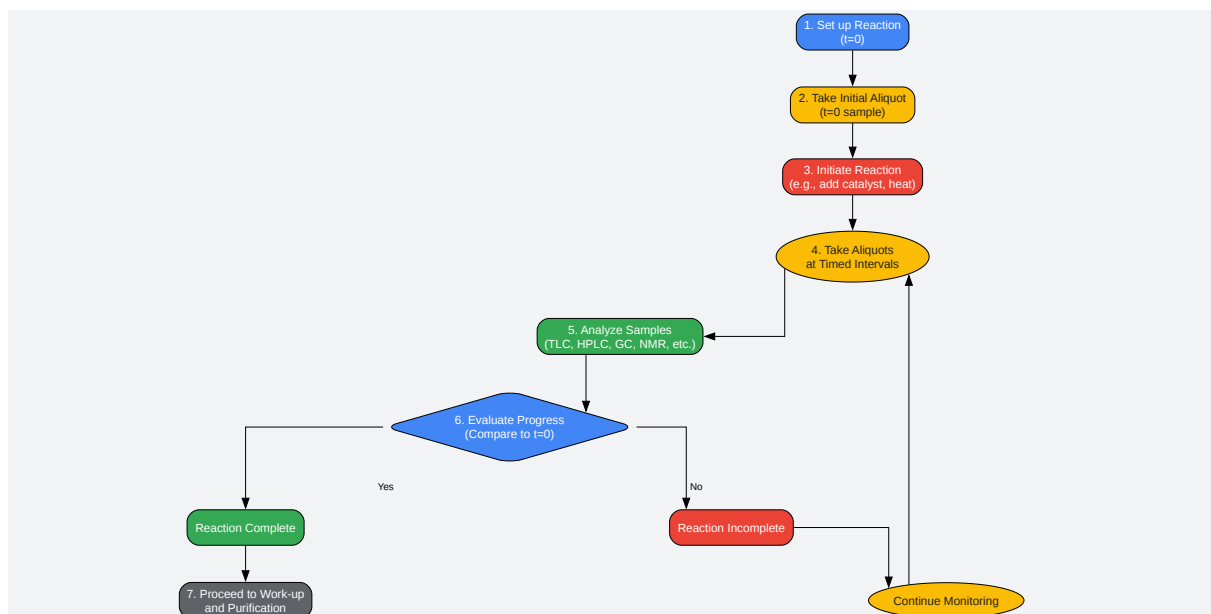 1. Set up Reaction
(t=0)
2. Take Initial Aliquot
(t=0 sample)
3. Initiate Reaction
(e.g., add catalyst, heat)
4. Take Aliquots
at Timed Intervals
5. Analyze Samples
(TLC, HPLC, GC, NMR, etc.)
6. Evaluate Progress
(Compare to t=0)
Yes
No
Reaction Complete
Reaction Incomplete
7. Proceed to Work-up
and Purification
Continue Monitoring